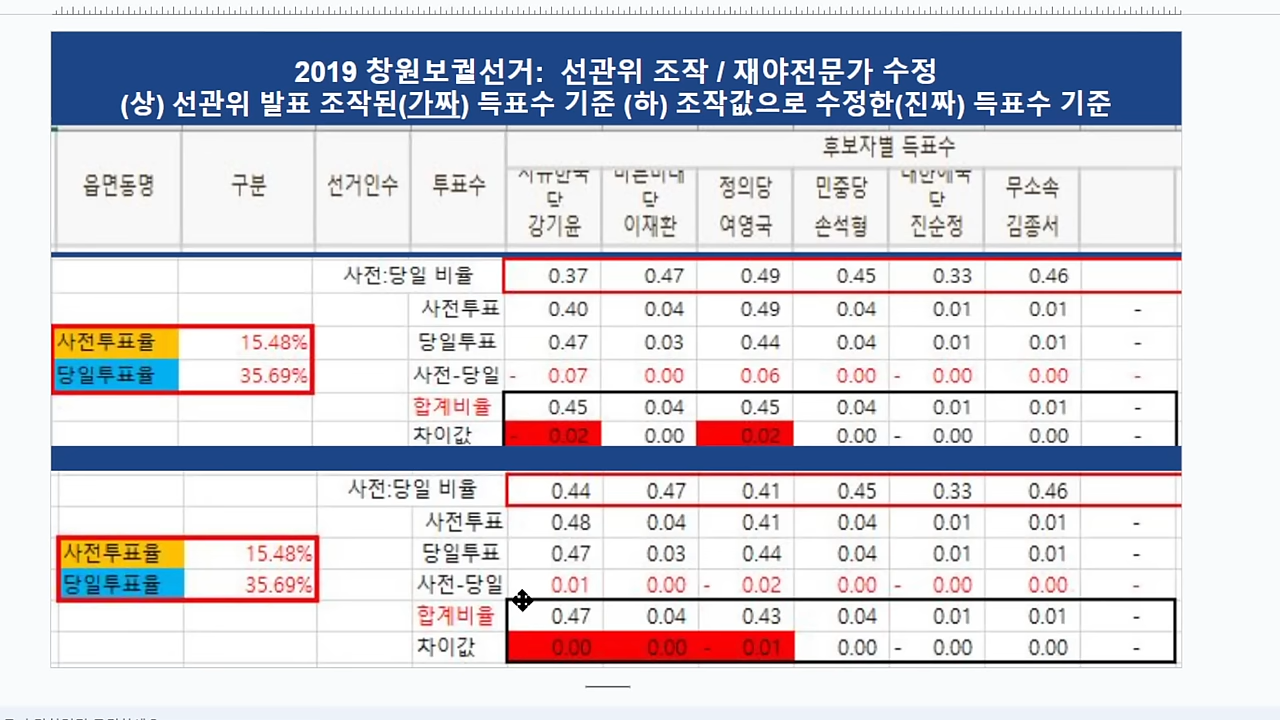 2019 창원보궐선거: 선관위 조작 / 재야전문가 수정
(상) 선관위 발표 조작된(가짜) 득표수 기준 (하) 조작값으로 수정한(진짜) 득표수 기준
후보자별 득표수
읍면동명 구분 선거인수 투표수 자유한국당 강기윤 바른미래당 이재환 정의당 여영국 민중당 손석형 대한애국당 진순정 무소속 김종서
사전:당일 비율 0.37 0.47 0.49 0.45 0.33 0.46
사전투표 0.40 0.04 0.49 0.04 0.01 0.01 -
사전투표율 15.48% 당일투표 0.47 0.03 0.44 0.04 0.01 0.01 -
당일투표율 35.69% 사전-당일 - 0.07 0.00 0.06 0.00 - 0.00 0.00 -
합계비율 0.45 0.04 0.45 0.04 0.01 0.01 -
차이값 - 0.02 0.00 0.02 0.00 - 0.00 0.00 -
사전:당일 비율 0.44 0.47 0.41 0.45 0.33 0.46
사전투표 0.48 0.04 0.41 0.04 0.01 0.01 -
사전투표율 15.48% 당일투표 0.47 0.03 0.44 0.04 0.01 0.01 -
당일투표율 35.69% 사전-당일 0.01 0.00 - 0.02 0.00 - 0.00 0.00 -
합계비율 0.47 0.04 0.43 0.04 0.01 0.01 -
차이값 0.00 0.00 - 0.01 0.00 - 0.00 0.00 -